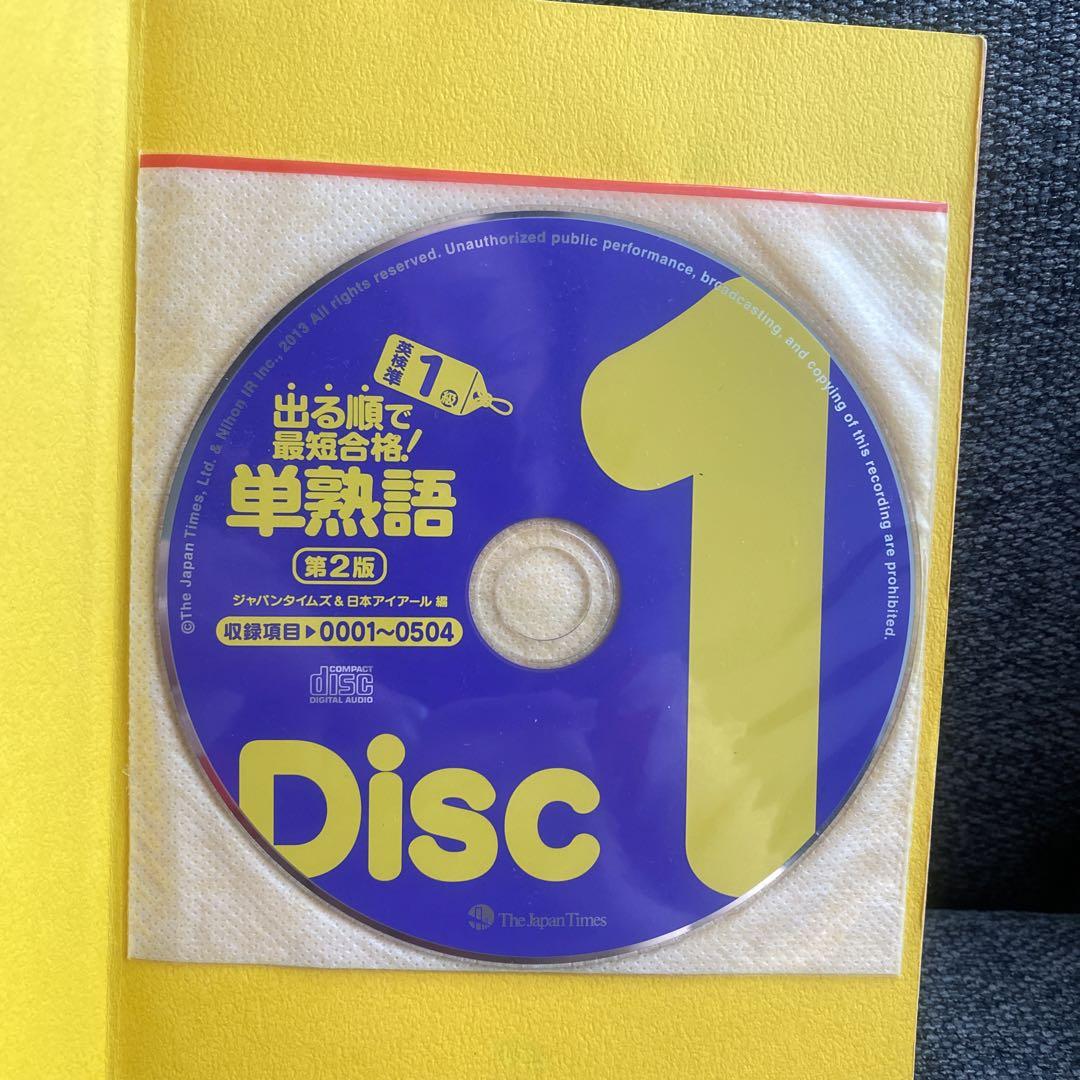 ©The Japan Times, Ltd. & Nihon IR Inc., 2013 All rights reserved. Unauthorized public performance, broadcasting, and copying of this recording are prohibited.
英検準1級
出る順で
最短合格!
単熟語
第2版
ジャパンタイムズ&日本アイアール 編
収録項目▶0001~0504
COMPACT
disc
DIGITAL AUDIO
Disc 1
The Japan Times